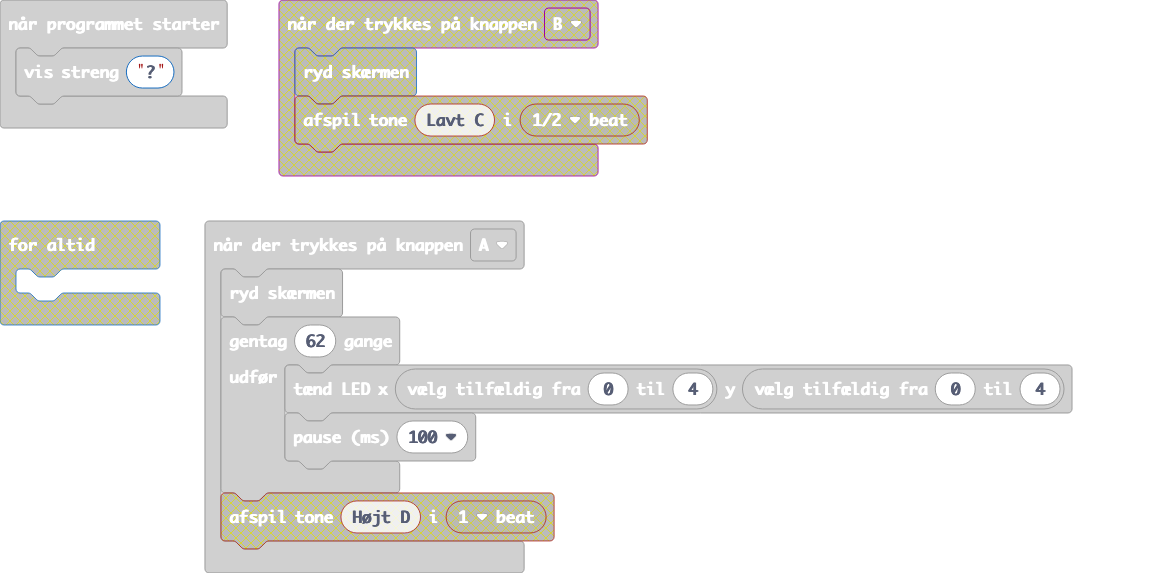 når programmet starter
vis streng "?"
når der trykkes på knappen B
ryd skærmen
afspil tone Lavt C i 1/2 beat
for altid
når der trykkes på knappen A
ryd skærmen
gentag 62 gange
udfør
tænd LED x vælg tilfældig fra 0 til 4 y vælg tilfældig fra 0 til 4
pause (ms) 100
afspil tone Højt D i 1 beat